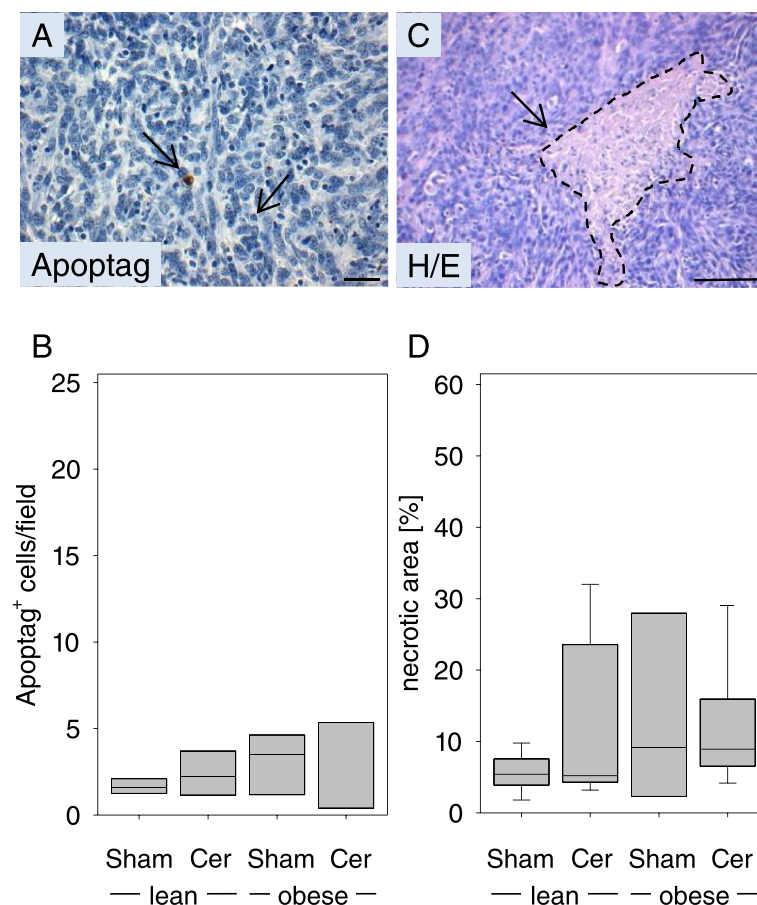 A
C
Apoptag
H/E
B
D
Apoptag⁺ cells/field
25
20
15
10
5
0
Sham Cer Sham Cer
lean obese
necrotic area [%]
60
50
40
30
20
10
0
Sham Cer Sham Cer
lean obese